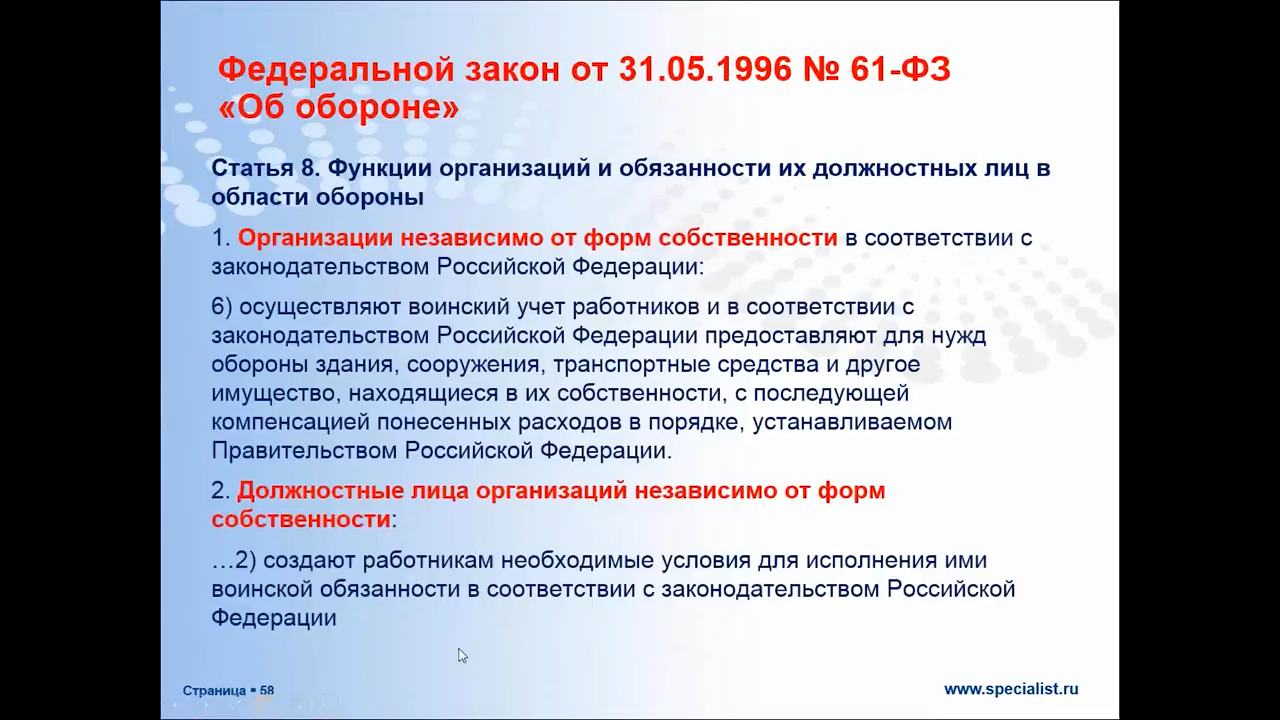 Федеральной закон от 31.05.1996 № 61-ФЗ
«Об обороне»
Статья 8. Функции организаций и обязанности их должностных лиц в
области обороны
1. Организации независимо от форм собственности в соответствии с
законодательством Российской Федерации:
6) осуществляют воинский учет работников и в соответствии с
законодательством Российской Федерации предоставляют для нужд
обороны здания, сооружения, транспортные средства и другое
имущество, находящиеся в их собственности, с последующей
компенсацией понесенных расходов в порядке, устанавливаемом
Правительством Российской Федерации.
2. Должностные лица организаций независимо от форм
собственности:
…2) создают работникам необходимые условия для исполнения ими
воинской обязанности в соответствии с законодательством Российской
Федерации
Страница ▪ 58
www.specialist.ru